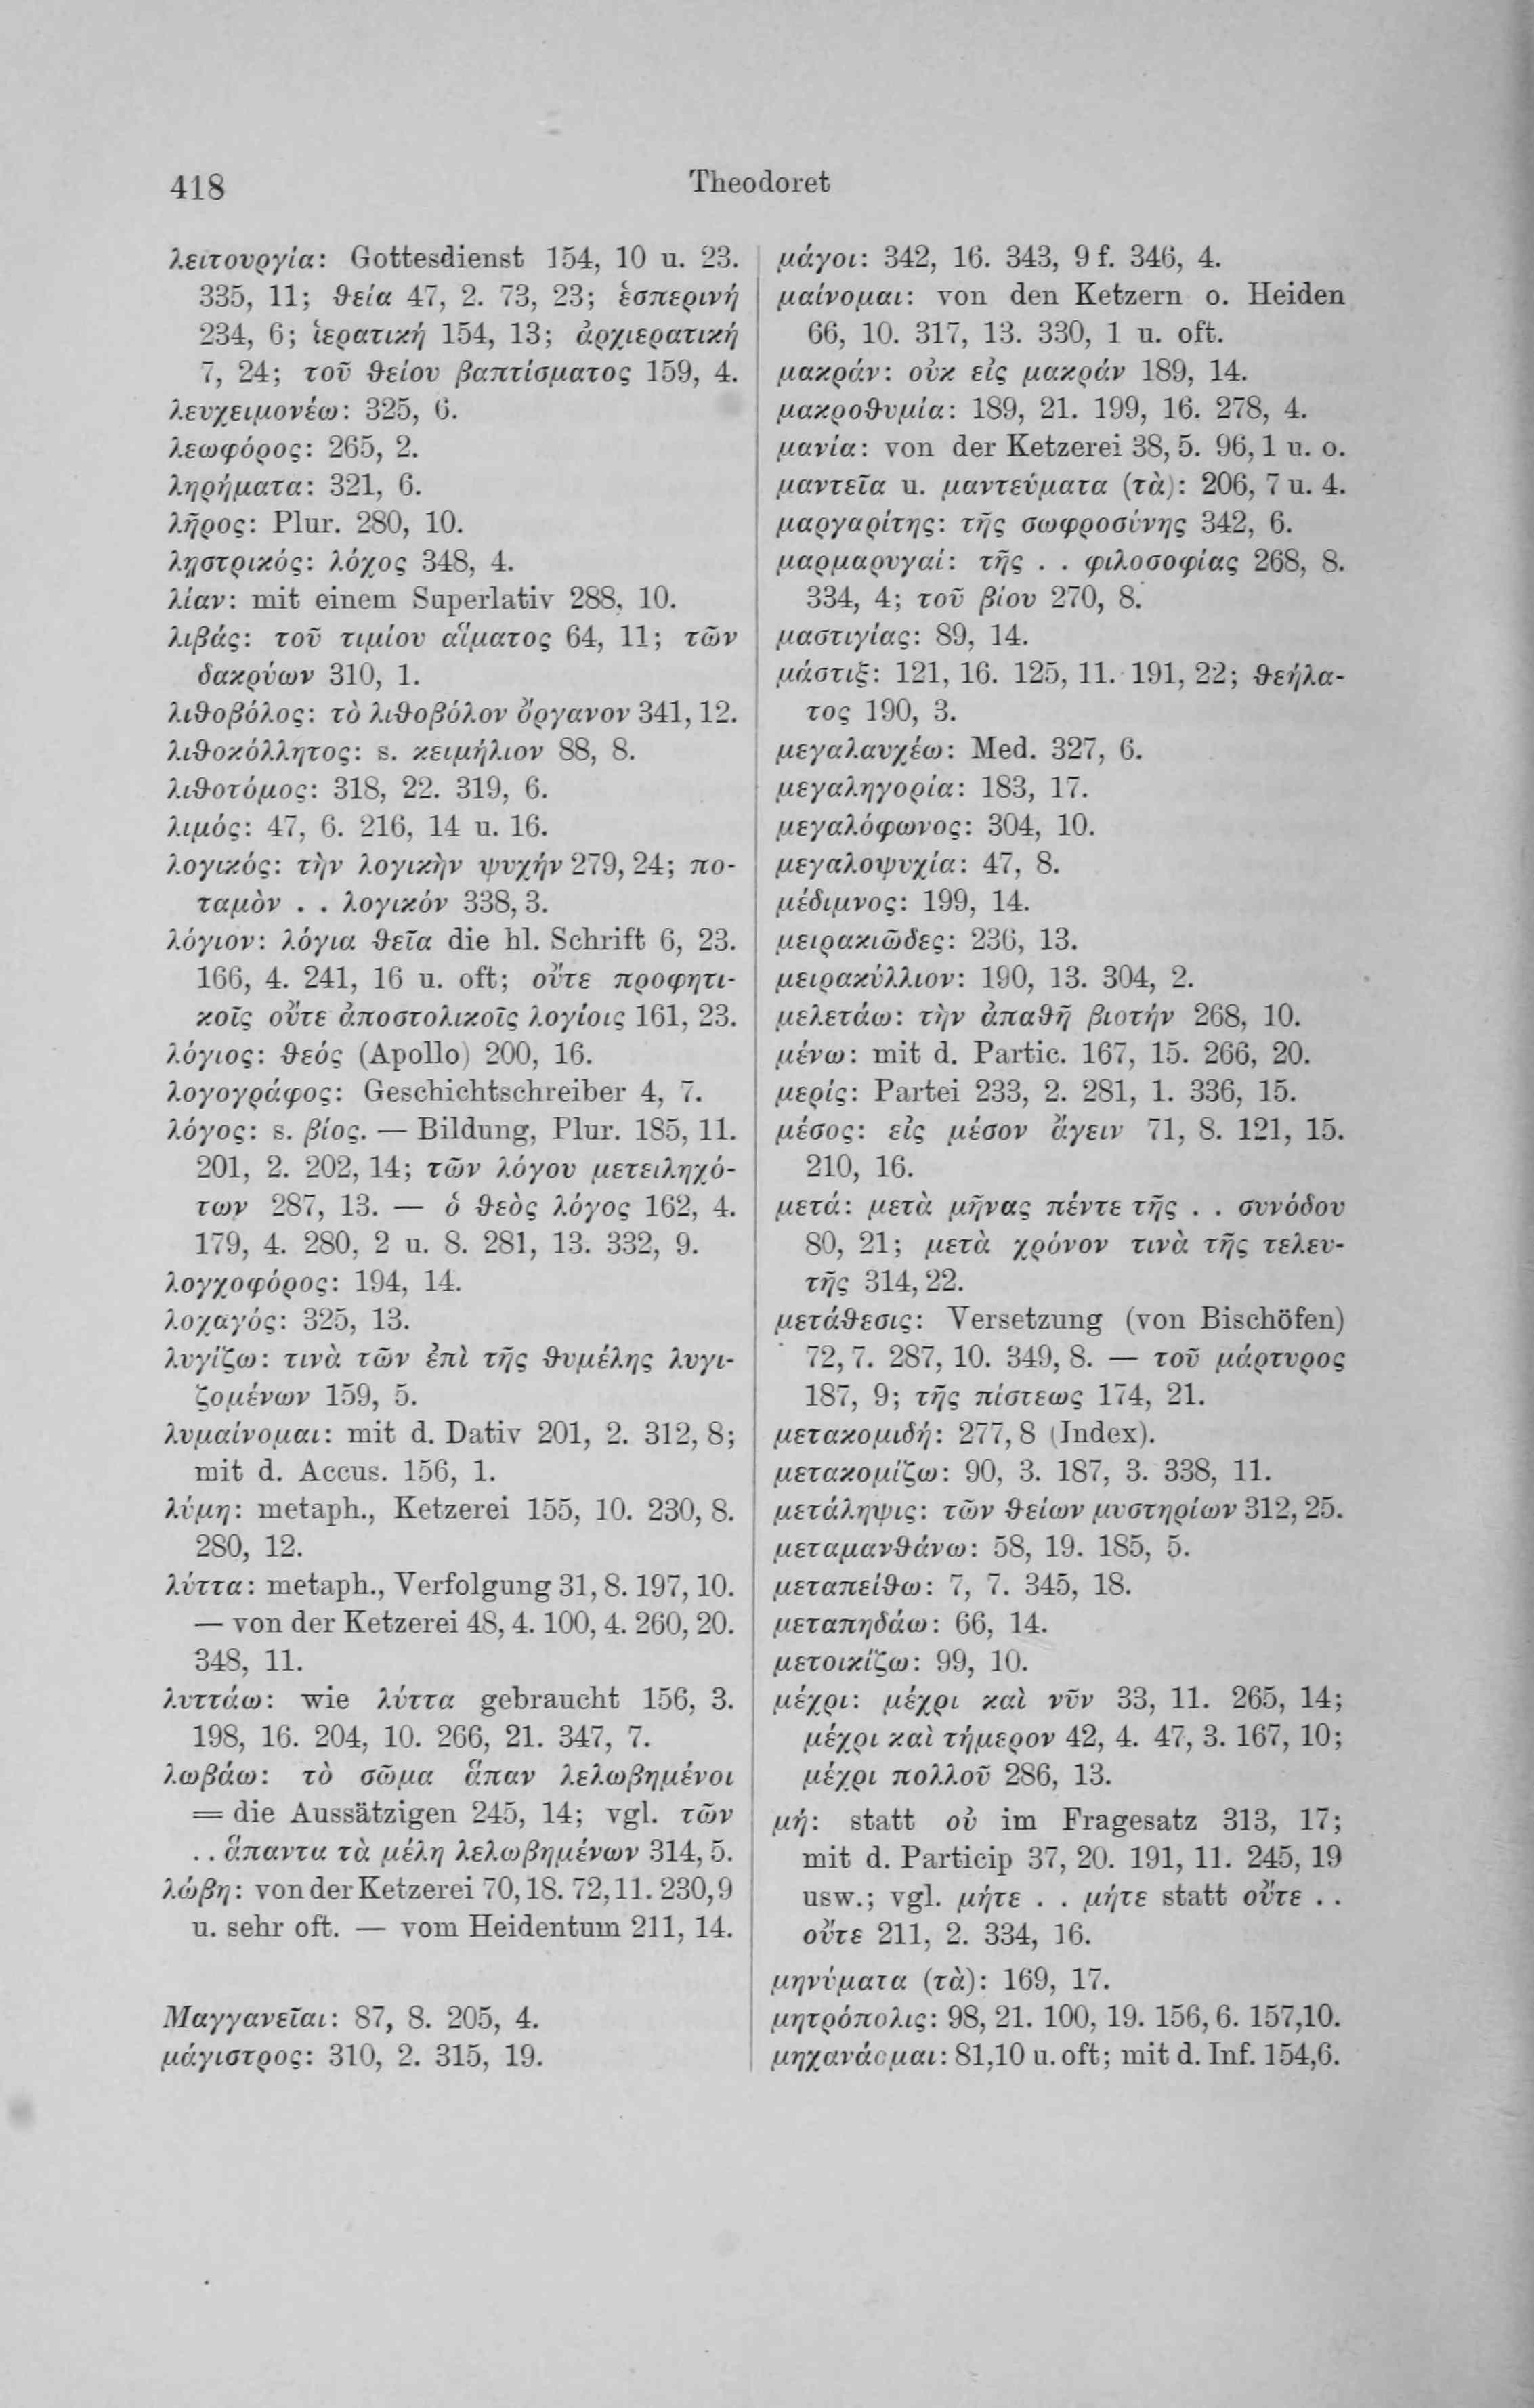 418
Theodoret
λειτουργία: Gottesdienst 154, 10 u. 23.
335, 11; θεία 47, 2. 73, 23; ἑσπερινή
234, 6; ἱερατική 154, 13; ἀρχιερατική
7, 24; τοῦ θείου βαπτίσματος 159, 4.
λευχειμονέω: 325, 6.
λεωφόρος: 265, 2.
ληρήματα: 321, 6.
λῆρος: Plur. 280, 10.
λῃστρικός: λόχος 348, 4.
λίαν: mit einem Superlativ 288, 10.
λιβάς: τοῦ τιμίου αἵματος 64, 11; τῶν
δακρύων 310, 1.
λιθοβόλος: τὸ λιθοβόλον ὄργανον 341, 12.
λιθοκόλλητος: s. κειμήλιον 88, 8.
λιθοτόμος: 318, 22. 319, 6.
λιμός: 47, 6. 216, 14 u. 16.
λογικός: τὴν λογικὴν ψυχήν 279, 24; πο-
ταμὸν . . λογικόν 338, 3.
λόγιον: λόγια θεῖα die hl. Schrift 6, 23.
166, 4. 241, 16 u. oft; οὔτε προφητι-
κοῖς οὔτε ἀποστολικοῖς λογίοις 161, 23.
λόγιος: θεός (Apollo) 200, 16.
λογογράφος: Geschichtschreiber 4, 7.
λόγος: s. βίος. — Bildung, Plur. 185, 11.
201, 2. 202, 14; τῶν λόγου μετειληχό-
των 287, 13. — ὁ θεὸς λόγος 162, 4.
179, 4. 280, 2 u. 8. 281, 13. 332, 9.
λογχοφόρος: 194, 14.
λοχαγός: 325, 13.
λυγίζω: τινὰ τῶν ἐπὶ τῆς θυμέλης λυγι-
ζομένων 159, 5.
λυμαίνομαι: mit d. Dativ 201, 2. 312, 8;
mit d. Accus. 156, 1.
λύμη: metaph., Ketzerei 155, 10. 230, 8.
280, 12.
λύττα: metaph., Verfolgung 31, 8. 197, 10.
— von der Ketzerei 48, 4. 100, 4. 260, 20.
348, 11.
λυττάω: wie λύττα gebraucht 156, 3.
198, 16. 204, 10. 266, 21. 347, 7.
λωβάω: τὸ σῶμα ἅπαν λελωβημένοι
= die Aussätzigen 245, 14; vgl. τῶν
. . ἅπαντα τὰ μέλη λελωβημένων 314, 5.
λώβη: von der Ketzerei 70, 18. 72, 11. 230, 9
u. sehr oft. — vom Heidentum 211, 14.
Μαγγανεῖαι: 87, 8. 205, 4.
μάγιστρος: 310, 2. 315, 19.
μάγοι: 342, 16. 343, 9 f. 346, 4.
μαίνομαι: von den Ketzern o. Heiden
66, 10. 317, 13. 330, 1 u. oft.
μακράν: οὐκ εἰς μακράν 189, 14.
μακροθυμία: 189, 21. 199, 16. 278, 4.
μανία: von der Ketzerei 38, 5. 96, 1 u. o.
μαντεῖα u. μαντεύματα (τὰ): 206, 7 u. 4.
μαργαρίτης: τῆς σωφροσύνης 342, 6.
μαρμαρυγαί: τῆς . . φιλοσοφίας 268, 8.
334, 4; τοῦ βίου 270, 8.
μαστιγίας: 89, 14.
μάστιξ: 121, 16. 125, 11. 191, 22; θεήλα-
τος 190, 3.
μεγαλαυχέω: Med. 327, 6.
μεγαληγορία: 183, 17.
μεγαλόφωνος: 304, 10.
μεγαλοψυχία: 47, 8.
μέδιμνος: 199, 14.
μειρακιῶδες: 236, 13.
μειρακύλλιον: 190, 13. 304, 2.
μελετάω: τὴν ἀπαθῆ βιοτήν 268, 10.
μένω: mit d. Partic. 167, 15. 266, 20.
μερίς: Partei 233, 2. 281, 1. 336, 15.
μέσος: εἰς μέσον ἄγειν 71, 8. 121, 15.
210, 16.
μετά: μετὰ μῆνας πέντε τῆς . . συνόδου
80, 21; μετὰ χρόνον τινὰ τῆς τελευ-
τῆς 314, 22.
μετάθεσις: Versetzung (von Bischöfen)
72, 7. 287, 10. 349, 8. — τοῦ μάρτυρος
187, 9; τῆς πίστεως 174, 21.
μετακομιδή: 277, 8 (Index).
μετακομίζω: 90, 3. 187, 3. 338, 11.
μετάληψις: τῶν θείων μυστηρίων 312, 25.
μεταμανθάνω: 58, 19. 185, 5.
μεταπείθω: 7, 7. 345, 18.
μεταπηδάω: 66, 14.
μετοικίζω: 99, 10.
μέχρι: μέχρι καὶ νῦν 33, 11. 265, 14;
μέχρι καὶ τήμερον 42, 4. 47, 3. 167, 10;
μέχρι πολλοῦ 286, 13.
μή: statt οὐ im Fragesatz 313, 17;
mit d. Particip 37, 20. 191, 11. 245, 19
usw.; vgl. μήτε . . μήτε statt οὔτε . .
οὔτε 211, 2. 334, 16.
μηνύματα (τὰ): 169, 17.
μητρόπολις: 98, 21. 100, 19. 156, 6. 157,10.
μηχανάομαι: 81,10 u. oft; mit d. Inf. 154,6.